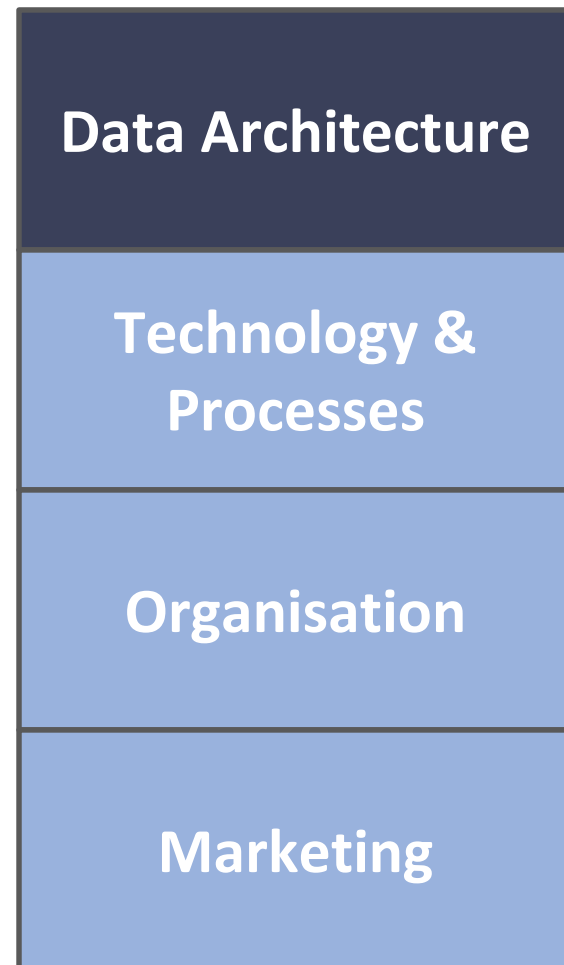 Data Architecture
Technology &
Processes
Organisation
Marketing